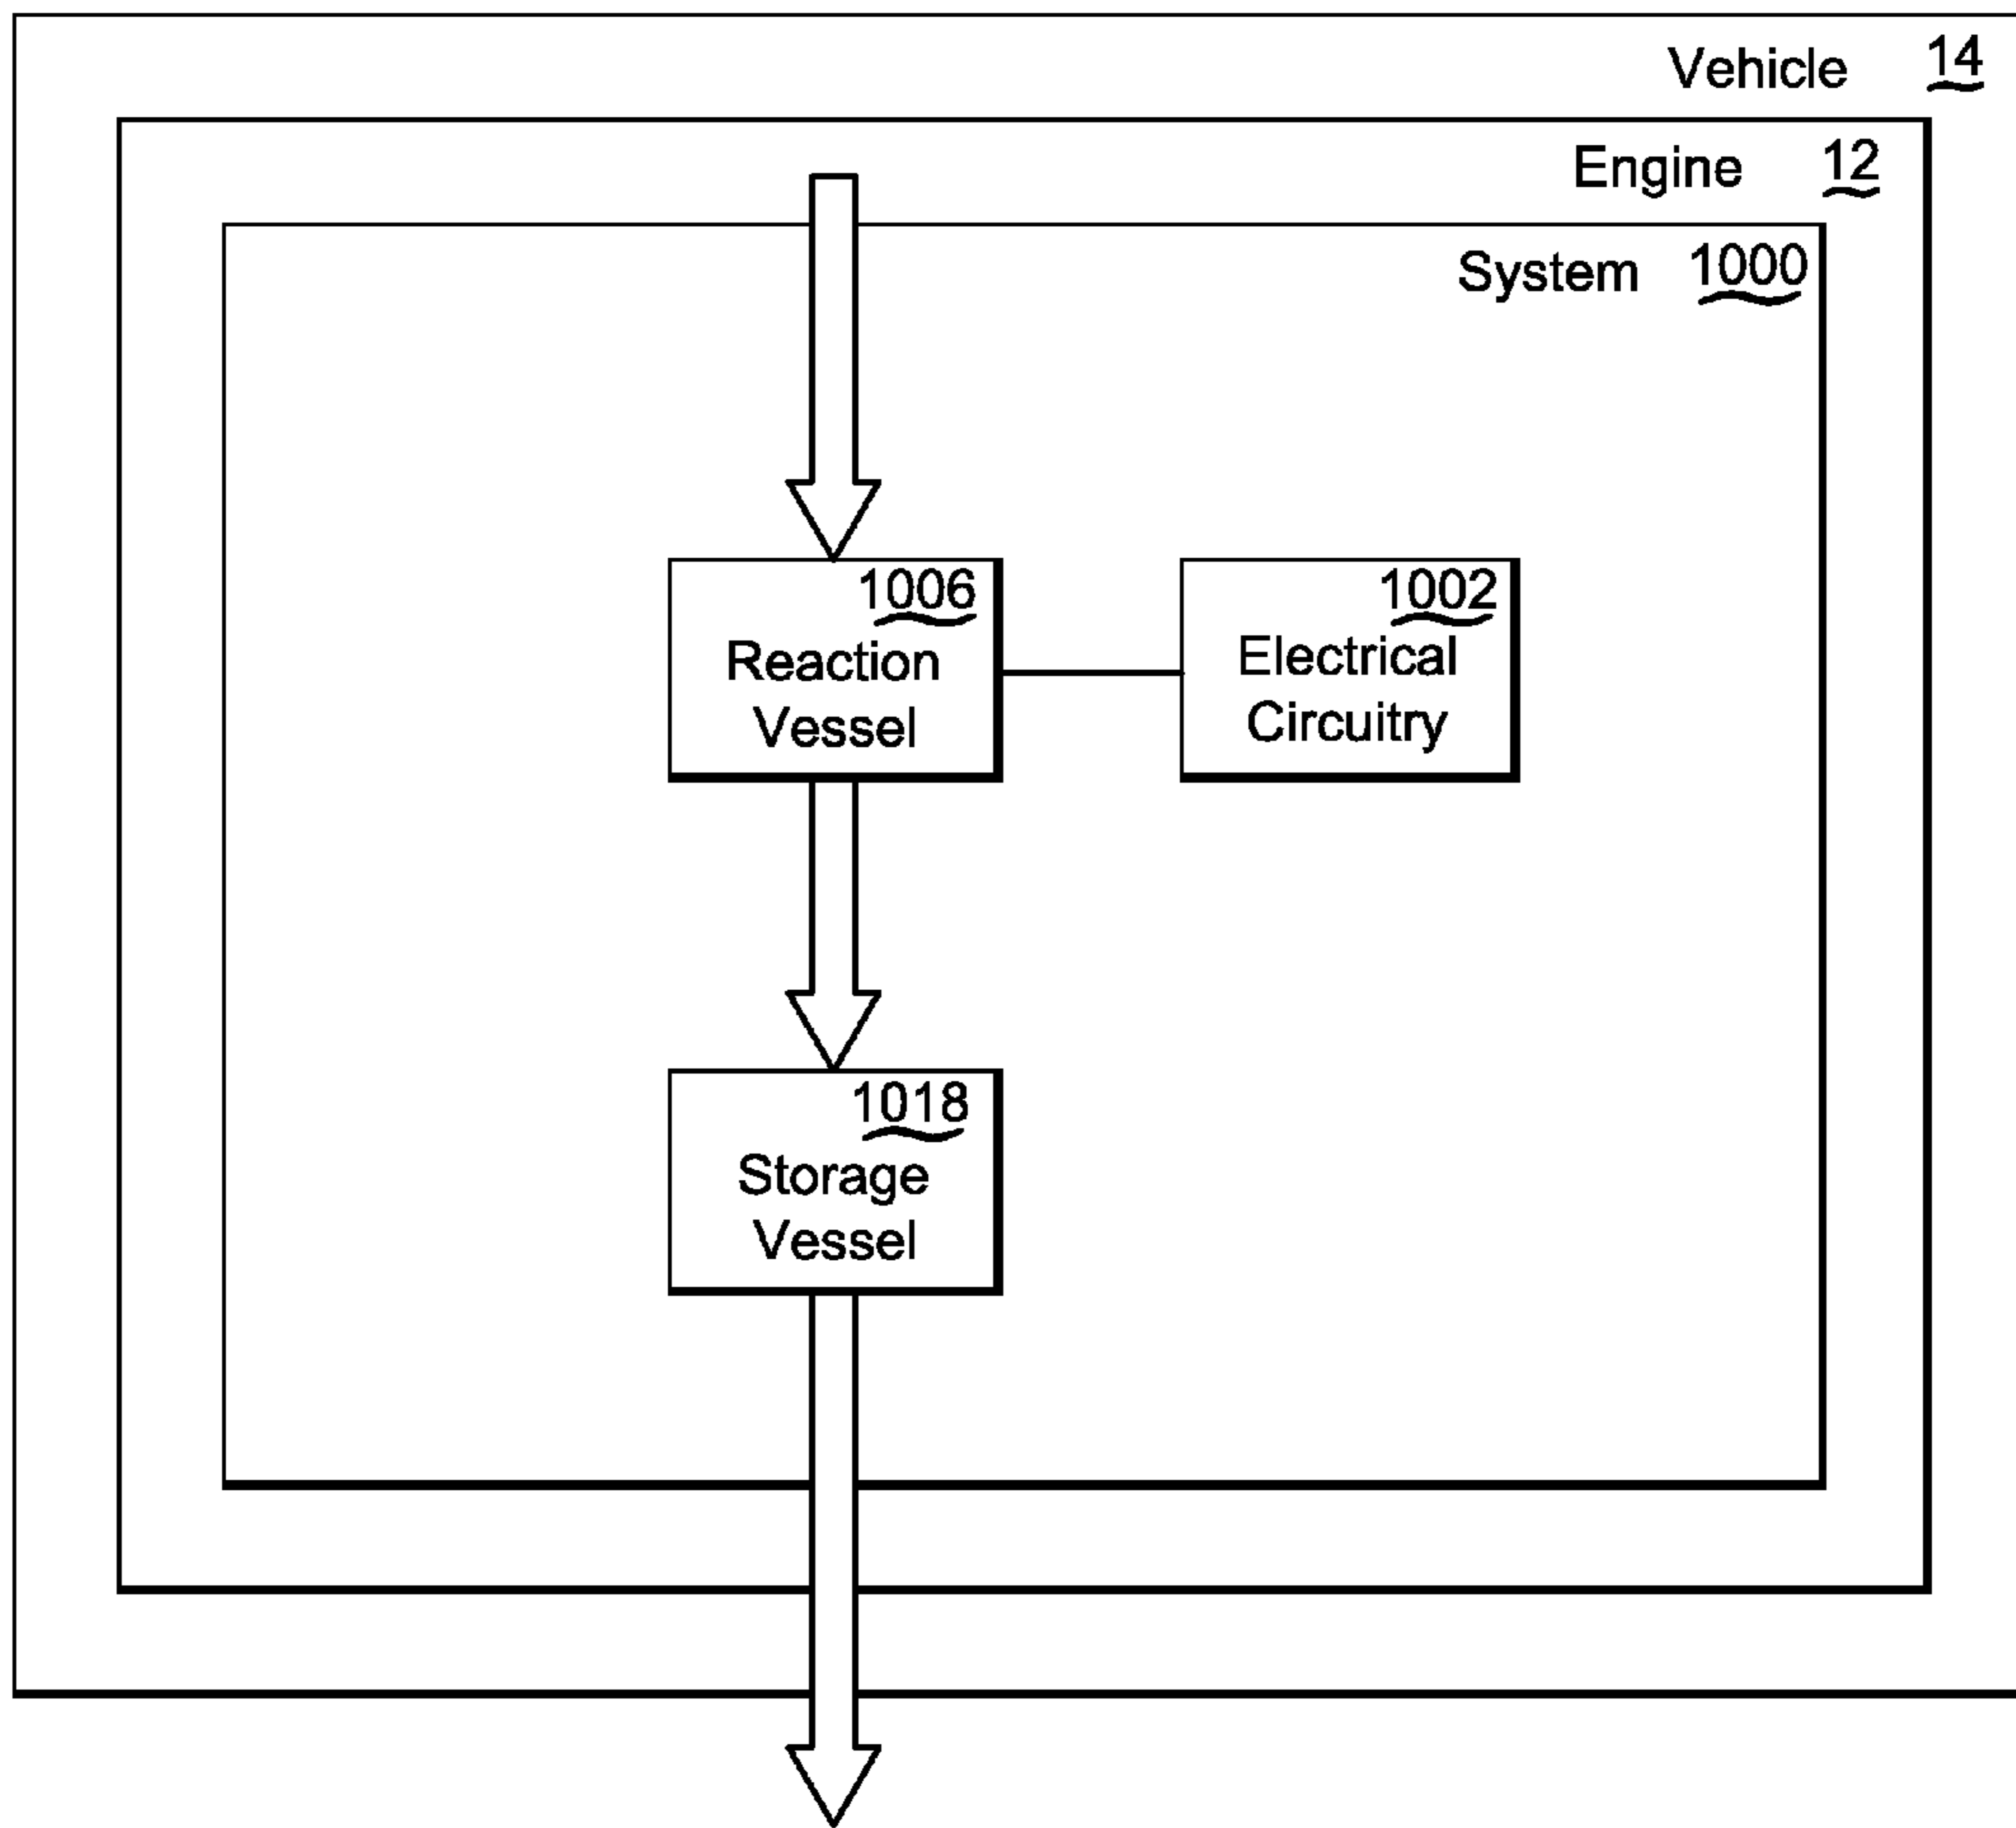 Vehicle 14
Engine 12
System 1000
1006
Reaction
Vessel
1002
Electrical
Circuitry
1018
Storage
Vessel